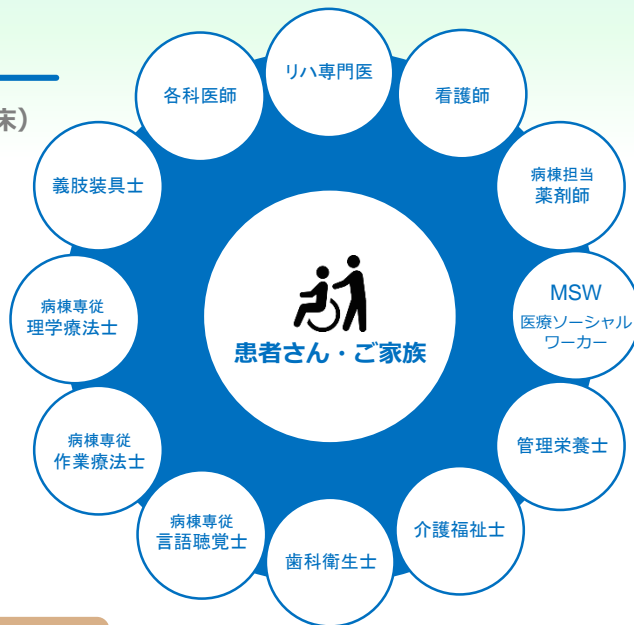 床）
リハ専門医
看護師
病棟担当
薬剤師
MSW
医療ソーシャル
ワーカー
管理栄養士
介護福祉士
歯科衛生士
病棟専従
言語聴覚士
病棟専従
作業療法士
病棟専従
理学療法士
義肢装具士
各科医師
患者さん・ご家族